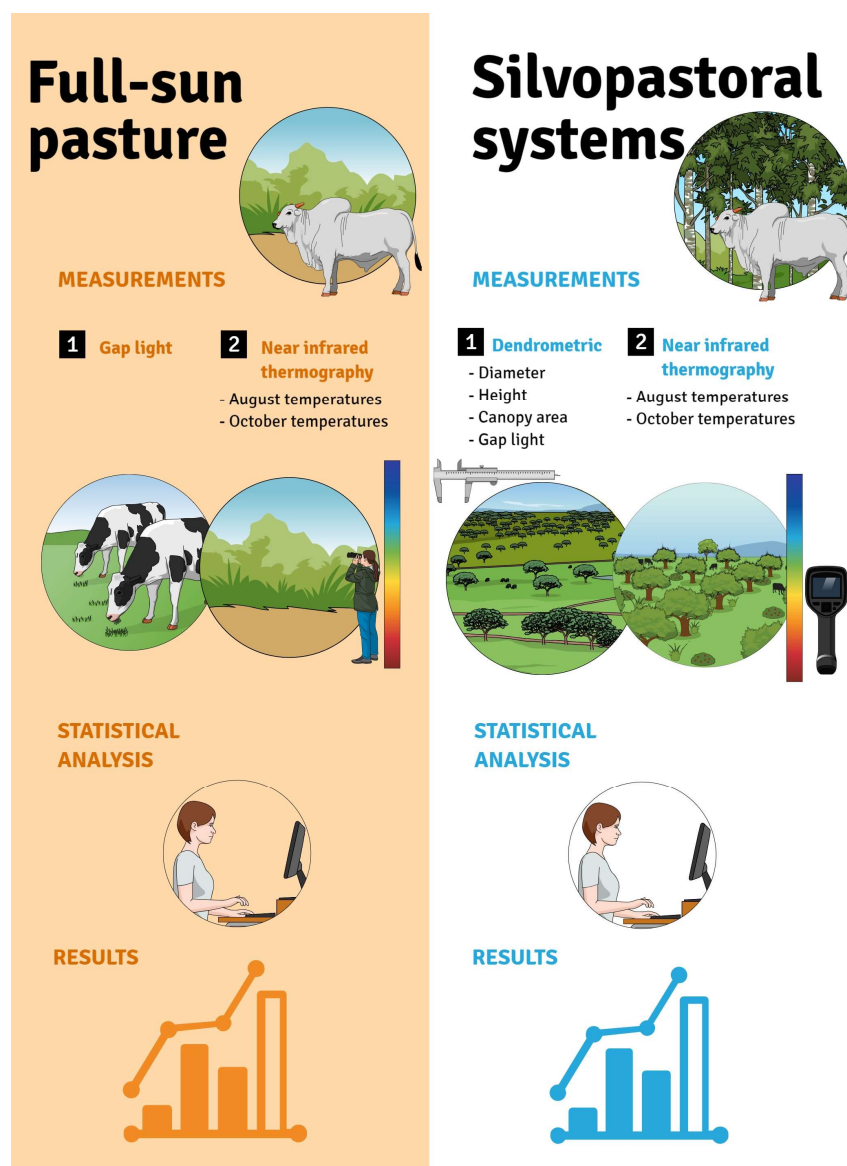 Full-sun
pasture
MEASUREMENTS
1 Gap light
2 Near infrared
thermography
- August temperatures
- October temperatures
STATISTICAL
ANALYSIS
RESULTS
Silvopastoral
systems
MEASUREMENTS
1 Dendrometric
- Diameter
- Height
- Canopy area
- Gap light
2 Near infrared
thermography
- August temperatures
- October temperatures
STATISTICAL
ANALYSIS
RESULTS